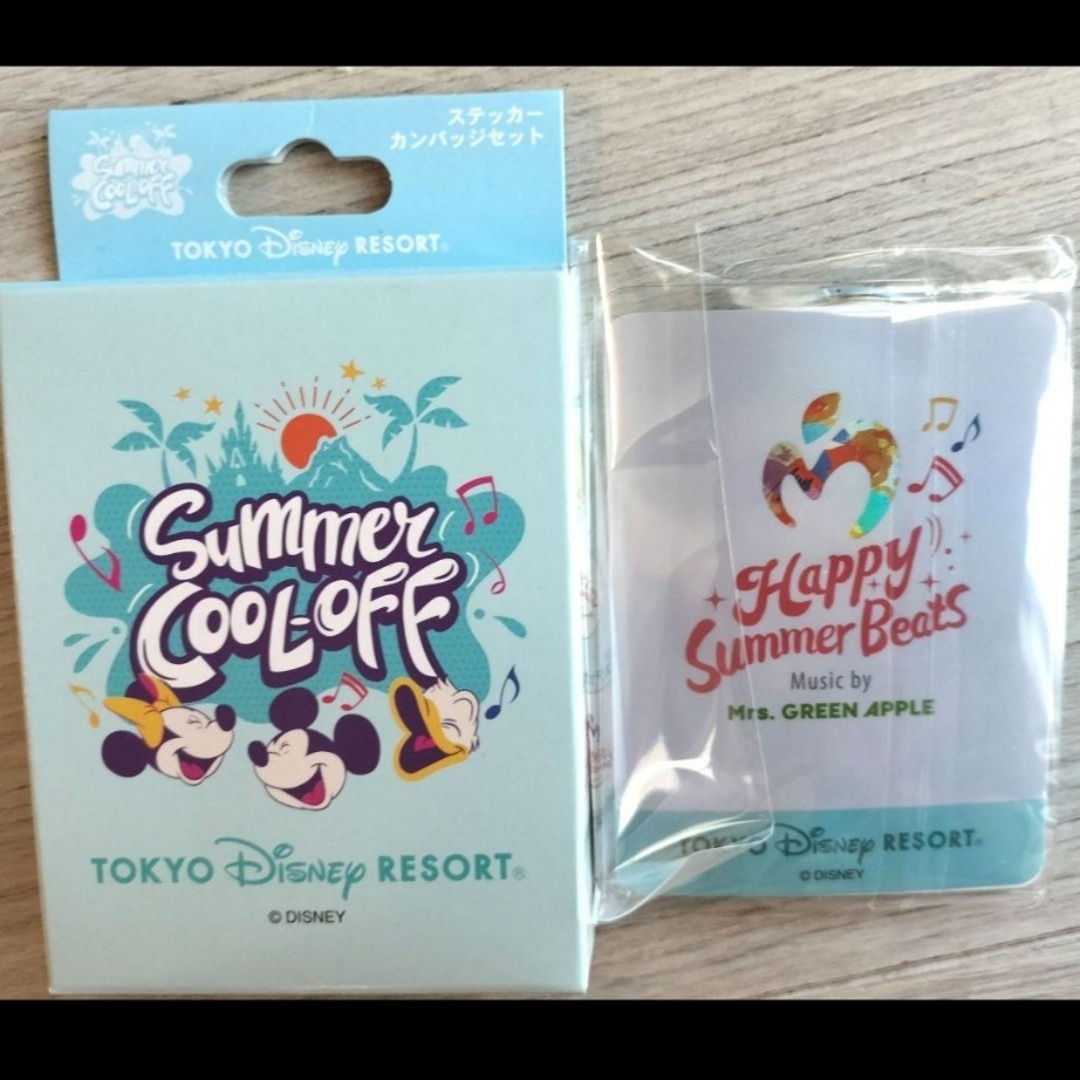 ステッカー
カンバッジセット
Summer
COOL-OFF
TOKYO Disney RESORT®
Summer
COOL-OFF
TOKYO Disney RESORT®
© DISNEY
Happy
Summer Beats
Music by
Mrs. GREEN APPLE
TOKYO Disney RESORT®
© DISNEY